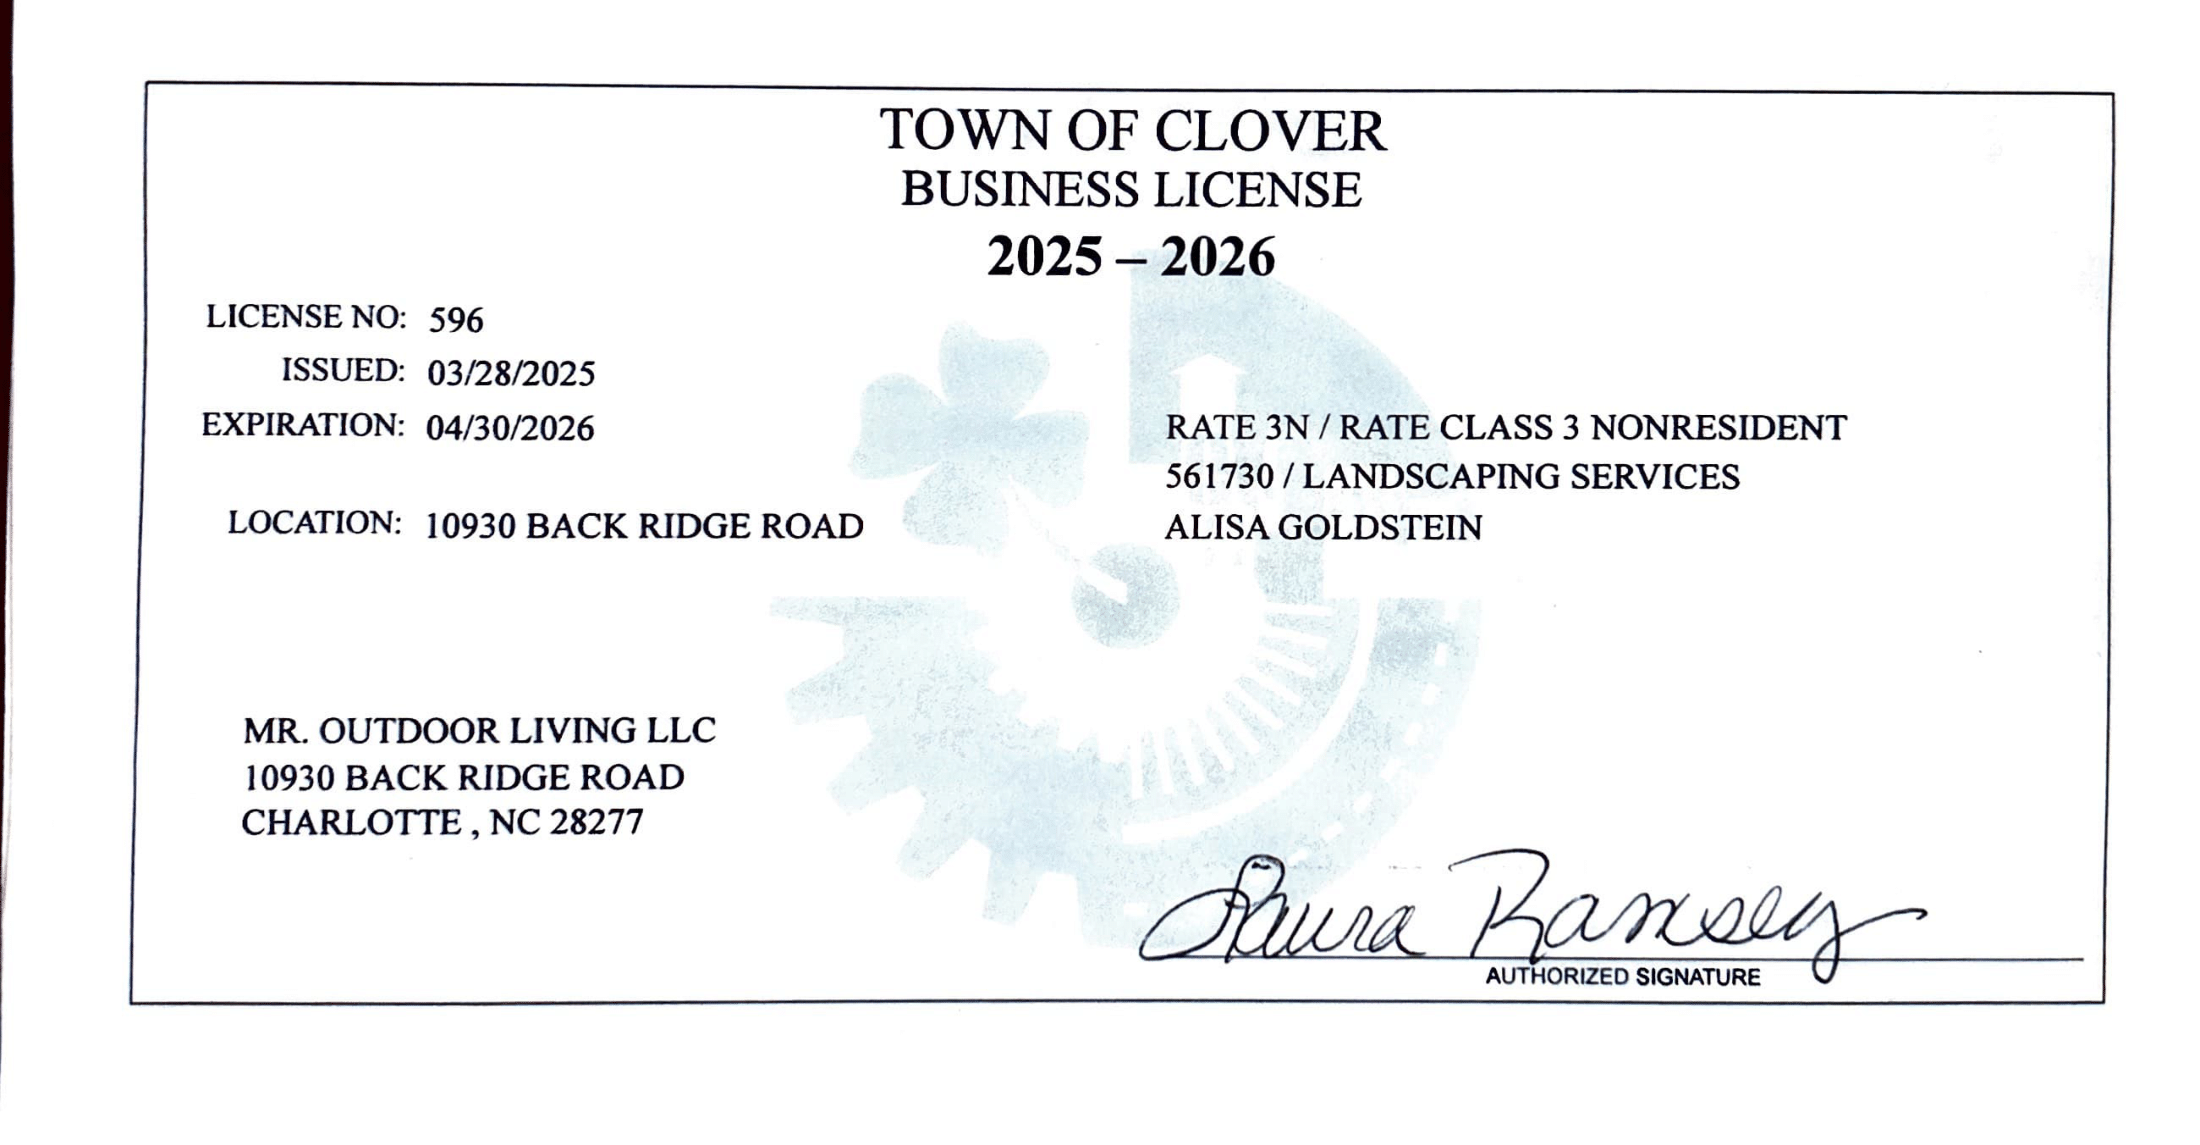 TOWN OF CLOVER
BUSINESS LICENSE
2025 – 2026
LICENSE NO: 596
ISSUED: 03/28/2025
EXPIRATION: 04/30/2026
RATE 3N / RATE CLASS 3 NONRESIDENT
561730 / LANDSCAPING SERVICES
LOCATION: 10930 BACK RIDGE ROAD
ALISA GOLDSTEIN
MR. OUTDOOR LIVING LLC
10930 BACK RIDGE ROAD
CHARLOTTE , NC 28277
Laura Ramsey
AUTHORIZED SIGNATURE